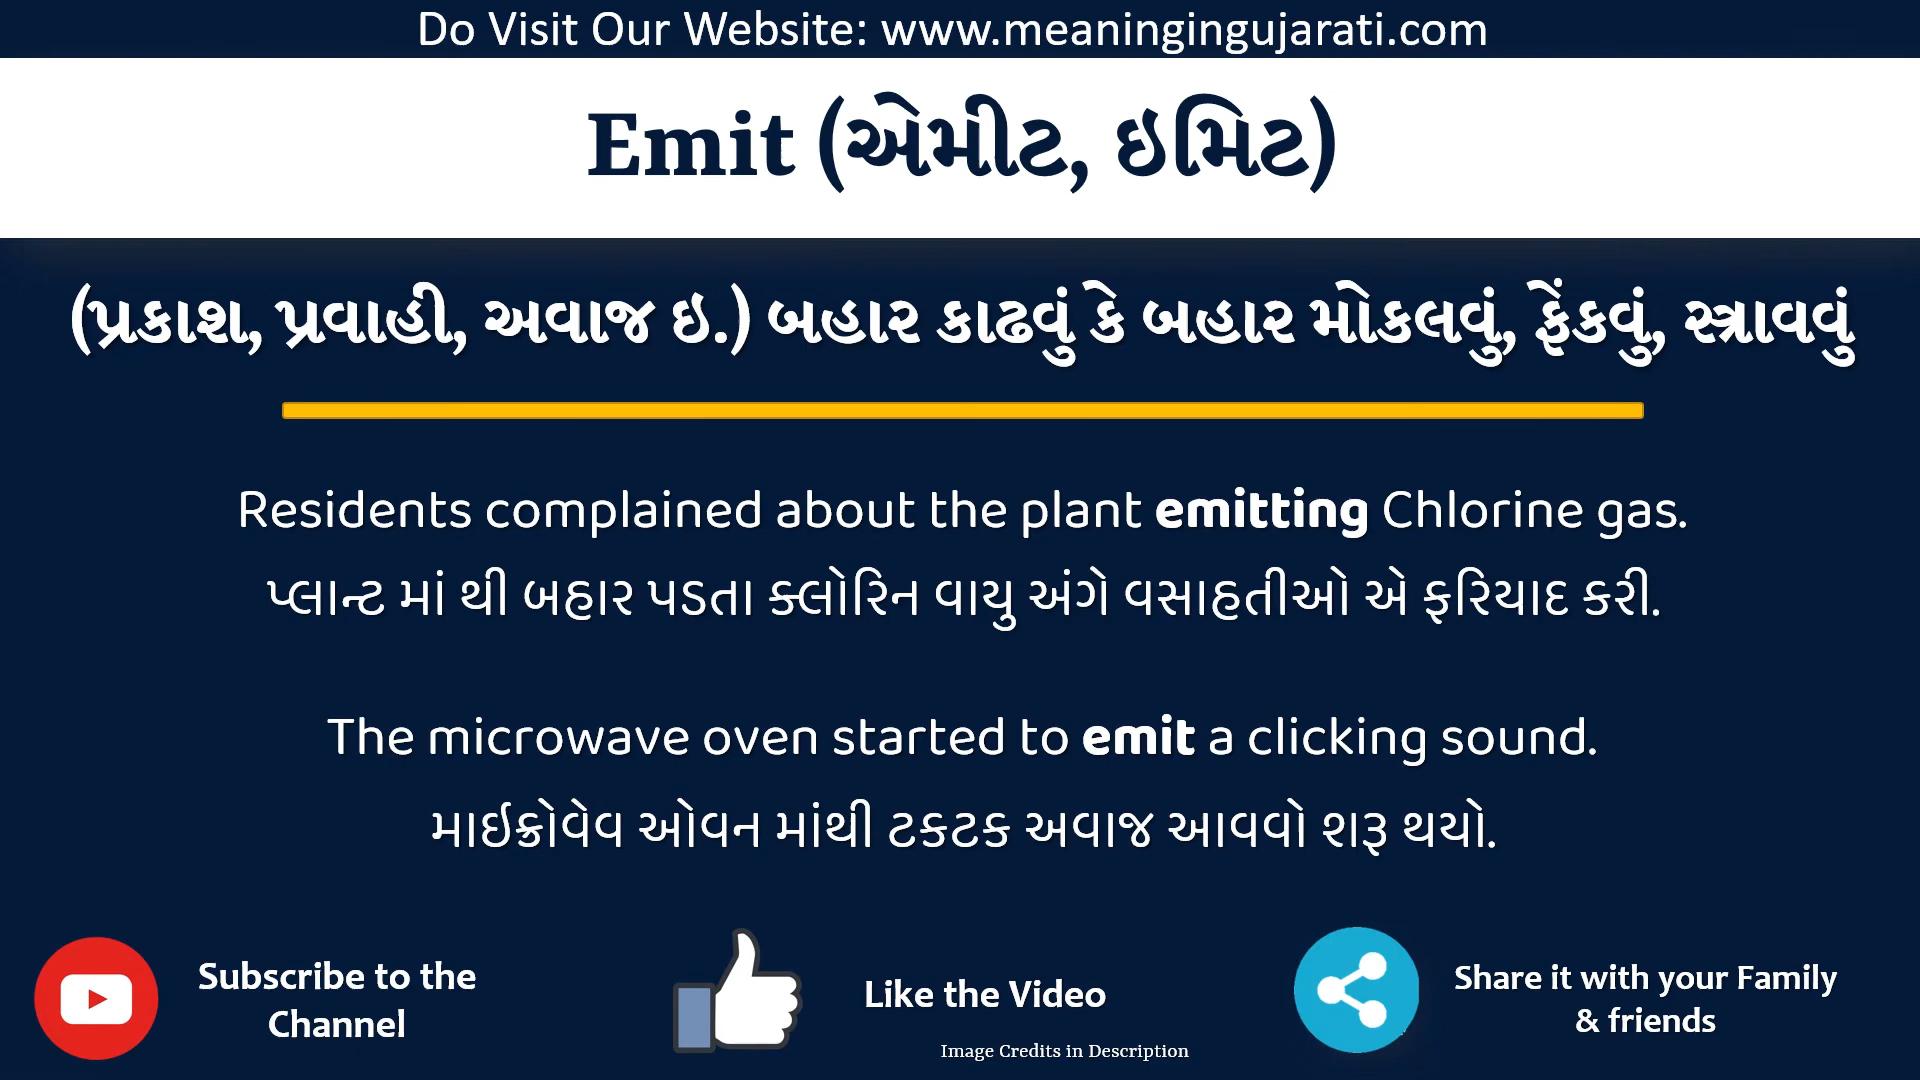 Do Visit Our Website: www.meaningingujarati.com
Emit (એમીટ, ઇમિટ)
(પ્રકાશ, પ્રવાહી, અવાજ ઇ.) બહાર કાઢવું કે બહાર મોકલવું, ફેંકવું, સ્ત્રાવવું
Residents complained about the plant emitting Chlorine gas.
પ્લાન્ટ માં થી બહાર પડતા ક્લોરિન વાયુ અંગે વસાહતીઓ એ ફરિયાદ કરી.
The microwave oven started to emit a clicking sound.
માઇક્રોવેવ ઓવન માંથી ટકટક અવાજ આવવો શરૂ થયો.
Subscribe to the
Channel
Like the Video
Share it with your Family
& friends
Image Credits in Description